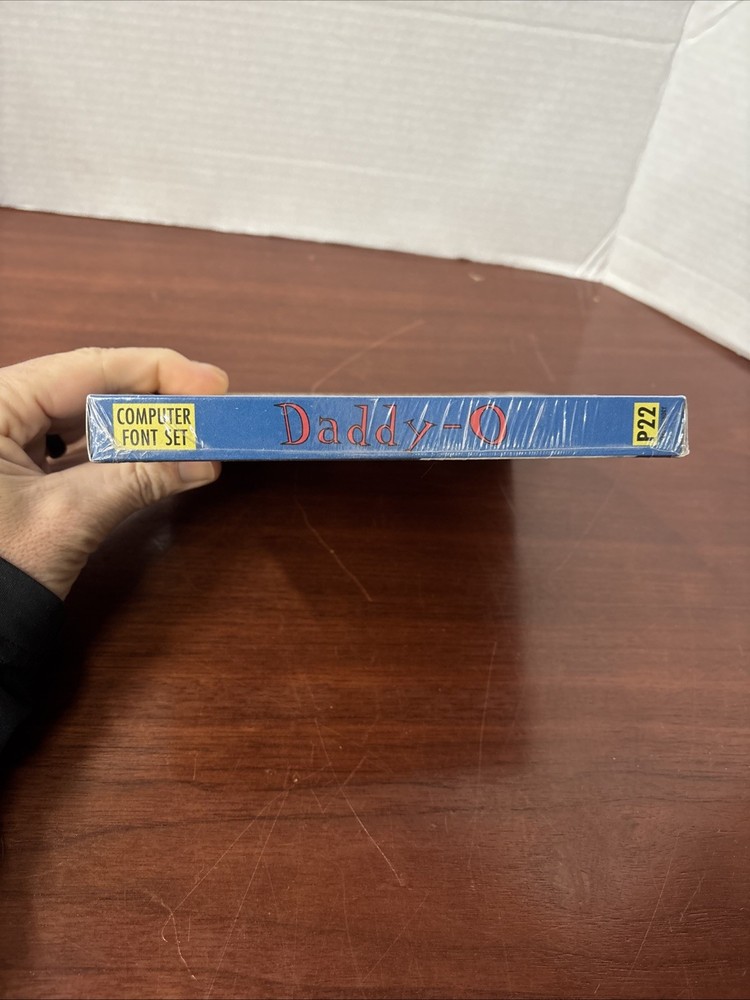 COMPUTER
FONT SET
Daddy-O
P22